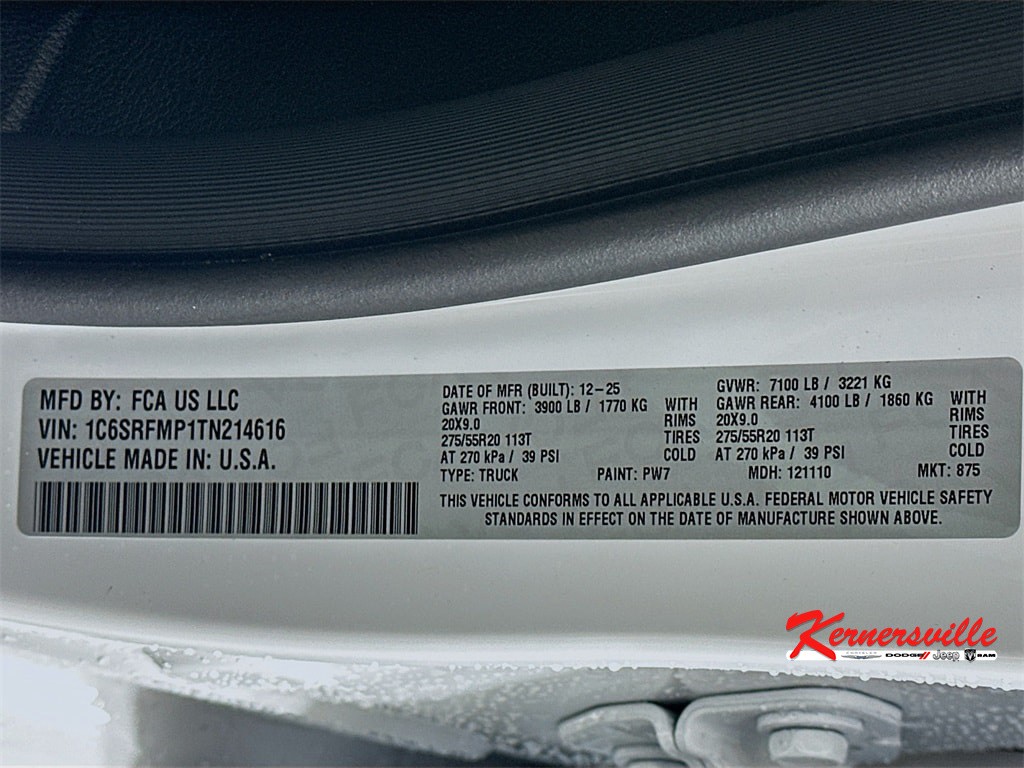 MFD BY: FCA US LLC
VIN: 1C6SRFMP1TN214616
VEHICLE MADE IN: U.S.A.
DATE OF MFR (BUILT): 12-25
GAWR FRONT: 3900 LB / 1770 KG WITH
20X9.0 RIMS
275/55R20 113T TIRES
AT 270 kPa / 39 PSI COLD
TYPE: TRUCK PAINT: PW7
GVWR: 7100 LB / 3221 KG
GAWR REAR: 4100 LB / 1860 KG WITH
20X9.0 RIMS
275/55R20 113T TIRES
AT 270 kPa / 39 PSI COLD
MDH: 121110 MKT: 875
THIS VEHICLE CONFORMS TO ALL APPLICABLE U.S.A. FEDERAL MOTOR VEHICLE SAFETY
STANDARDS IN EFFECT ON THE DATE OF MANUFACTURE SHOWN ABOVE.
Kernersville
CHRYSLER DODGE Jeep RAM